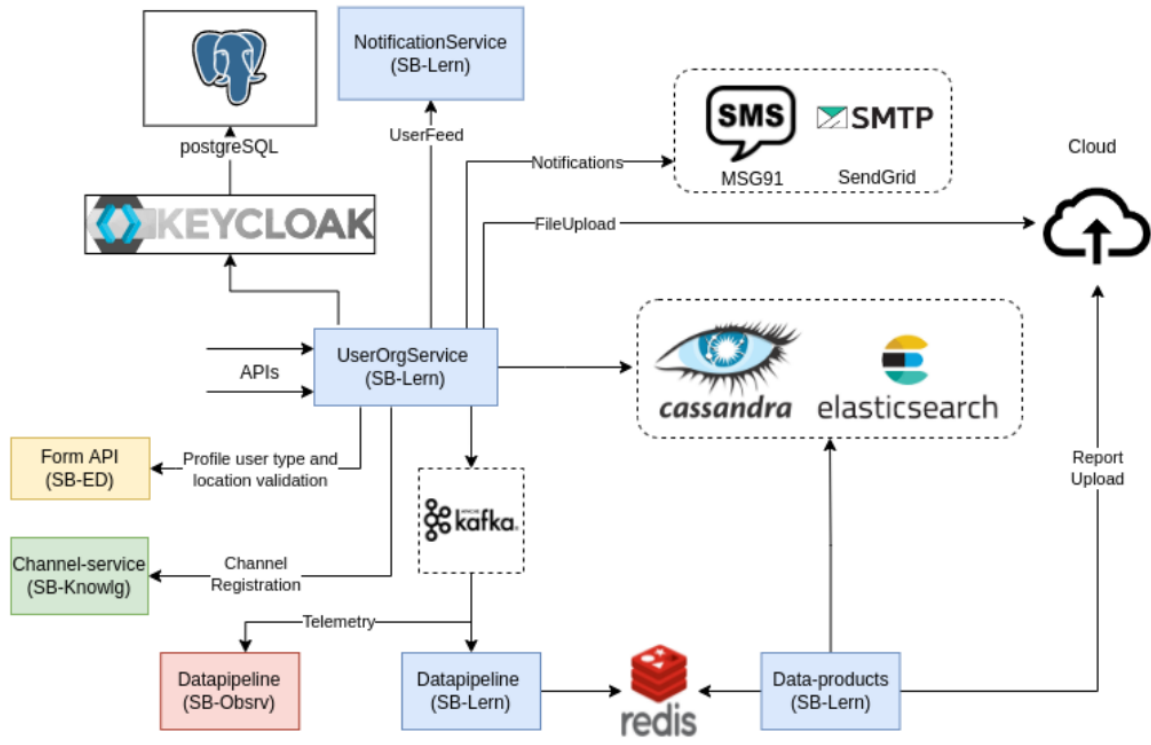 NotificationService
(SB-Lern)
postgreSQL
UserFeed
SMS
MSG91
SMTP
SendGrid
Notifications
Cloud
KEYCLOAK
FileUpload
APIs
UserOrgService
(SB-Lern)
cassandra
elasticsearch
Form API
(SB-ED)
Profile user type and
location validation
APACHE
kafka®
Report
Upload
Channel-service
(SB-Knowlg)
Channel
Registration
Telemetry
Datapipeline
(SB-Obsrv)
Datapipeline
(SB-Lern)
redis
Data-products
(SB-Lern)